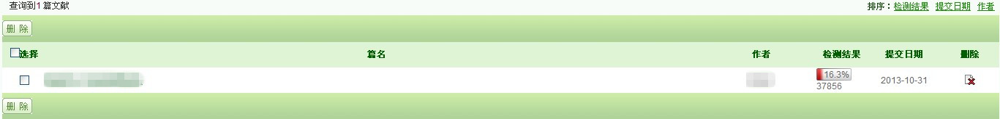 查询到1 篇文献 排序：检测结果 提交日期 作者
删 除
选择 篇名 作者 检测结果 提交日期 删除
16.3%
37856 2013-10-31
删 除